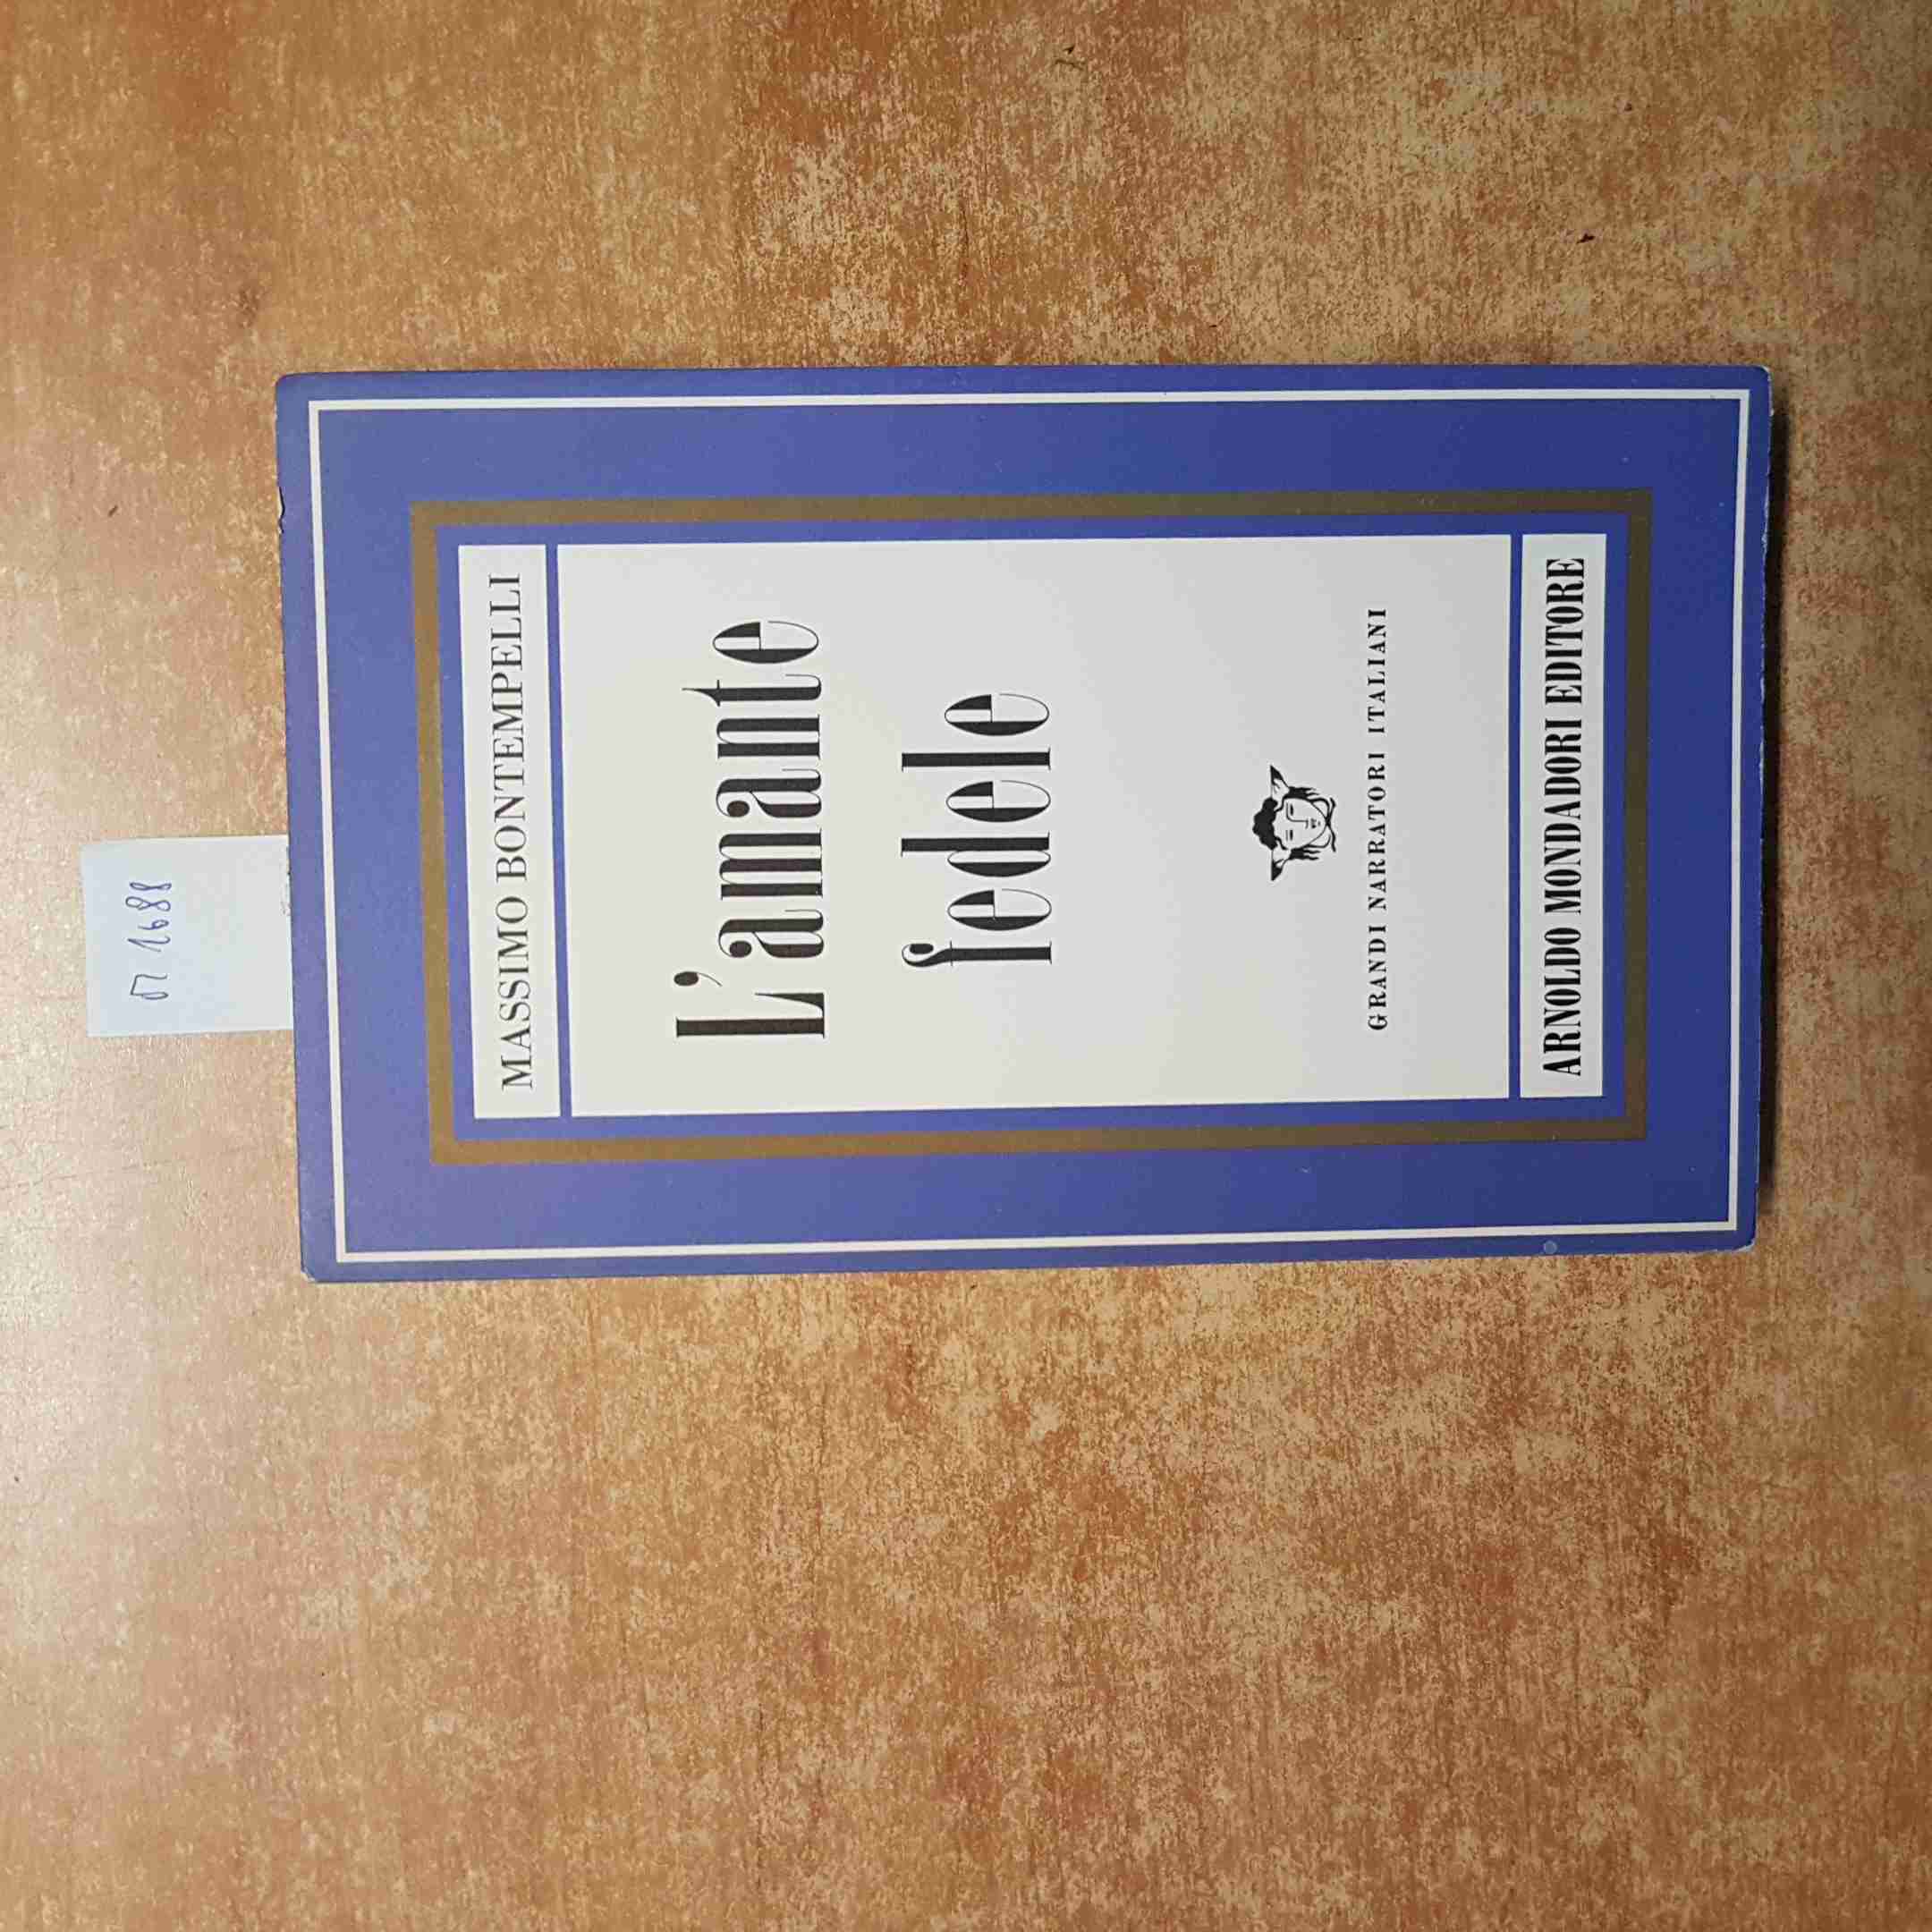 MASSIMO BONTEMPELLI
L'amante
fedele
GRANDI NARRATORI ITALIANI
ARNOLDO MONDADORI EDITORE